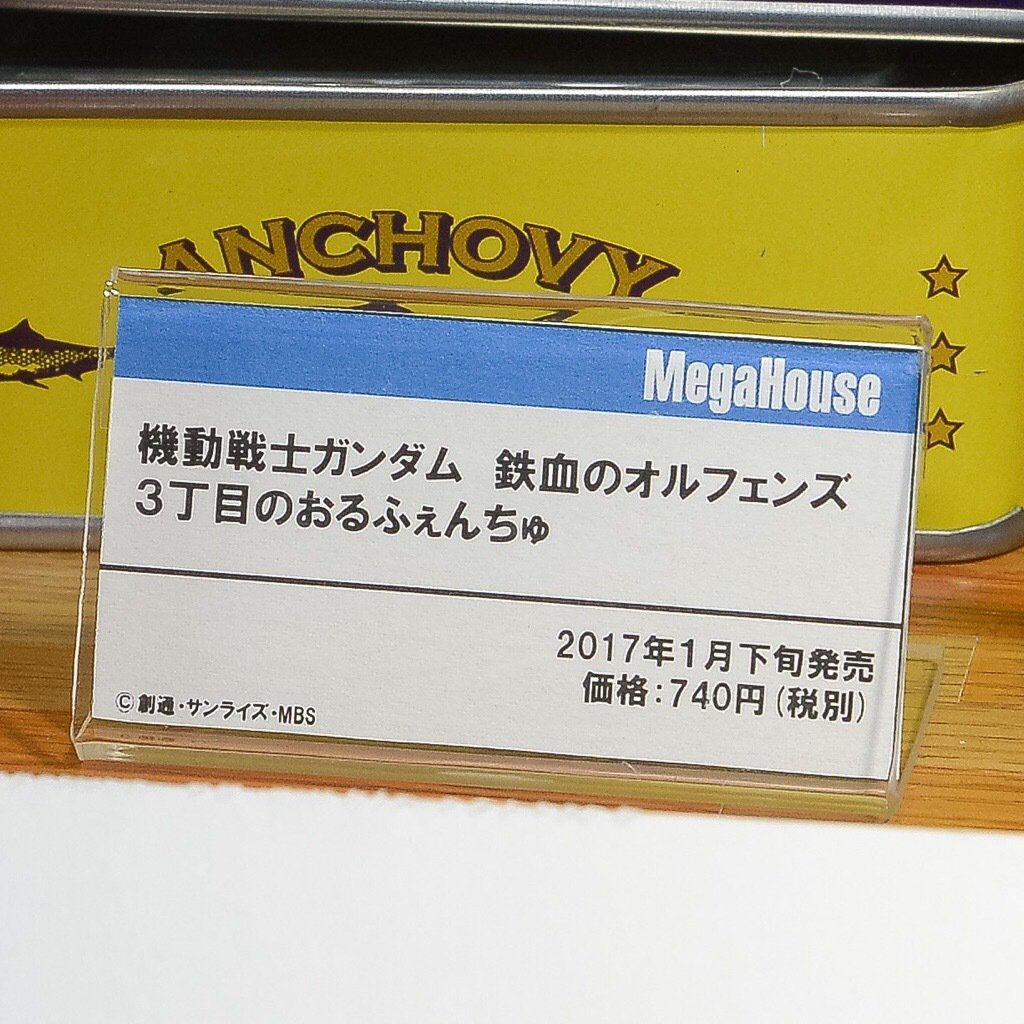 ANCHOVY
MegaHouse
機動戦士ガンダム　鉄血のオルフェンズ
３丁目のおるふぇんちゅ
2017年1月下旬発売
価格：740円（税別）
©創通・サンライズ・MBS